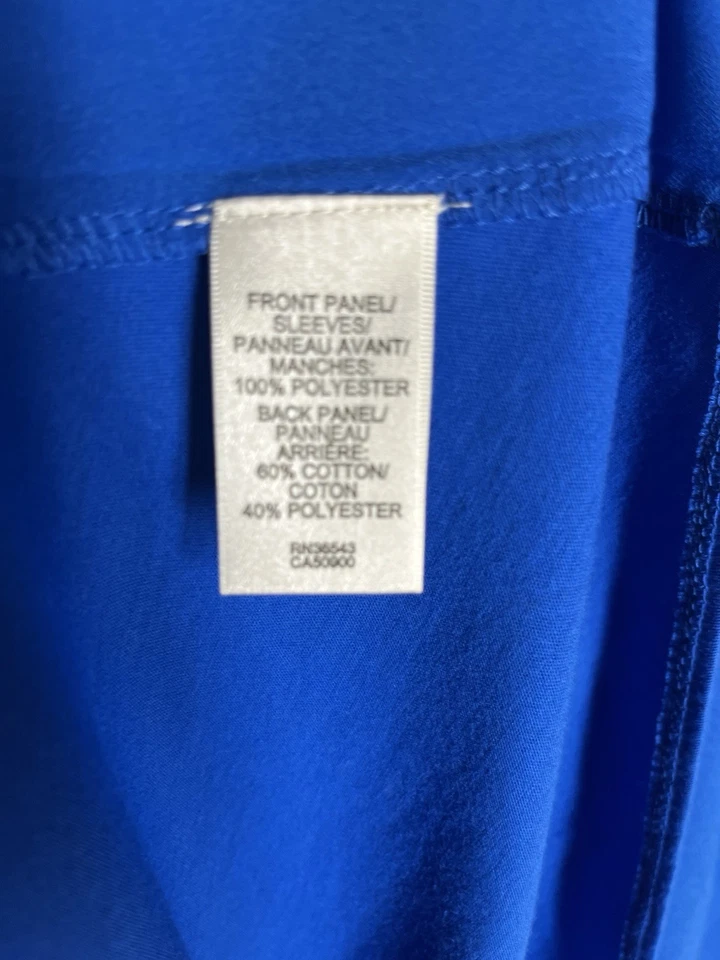 FRONT PANEL/
SLEEVES/
PANNEAU AVANT/
MANCHES:
100% POLYESTER
BACK PANEL/
PANNEAU
ARRIÈRE:
60% COTTON/
COTON
40% POLYESTER
RN36543
CA50900